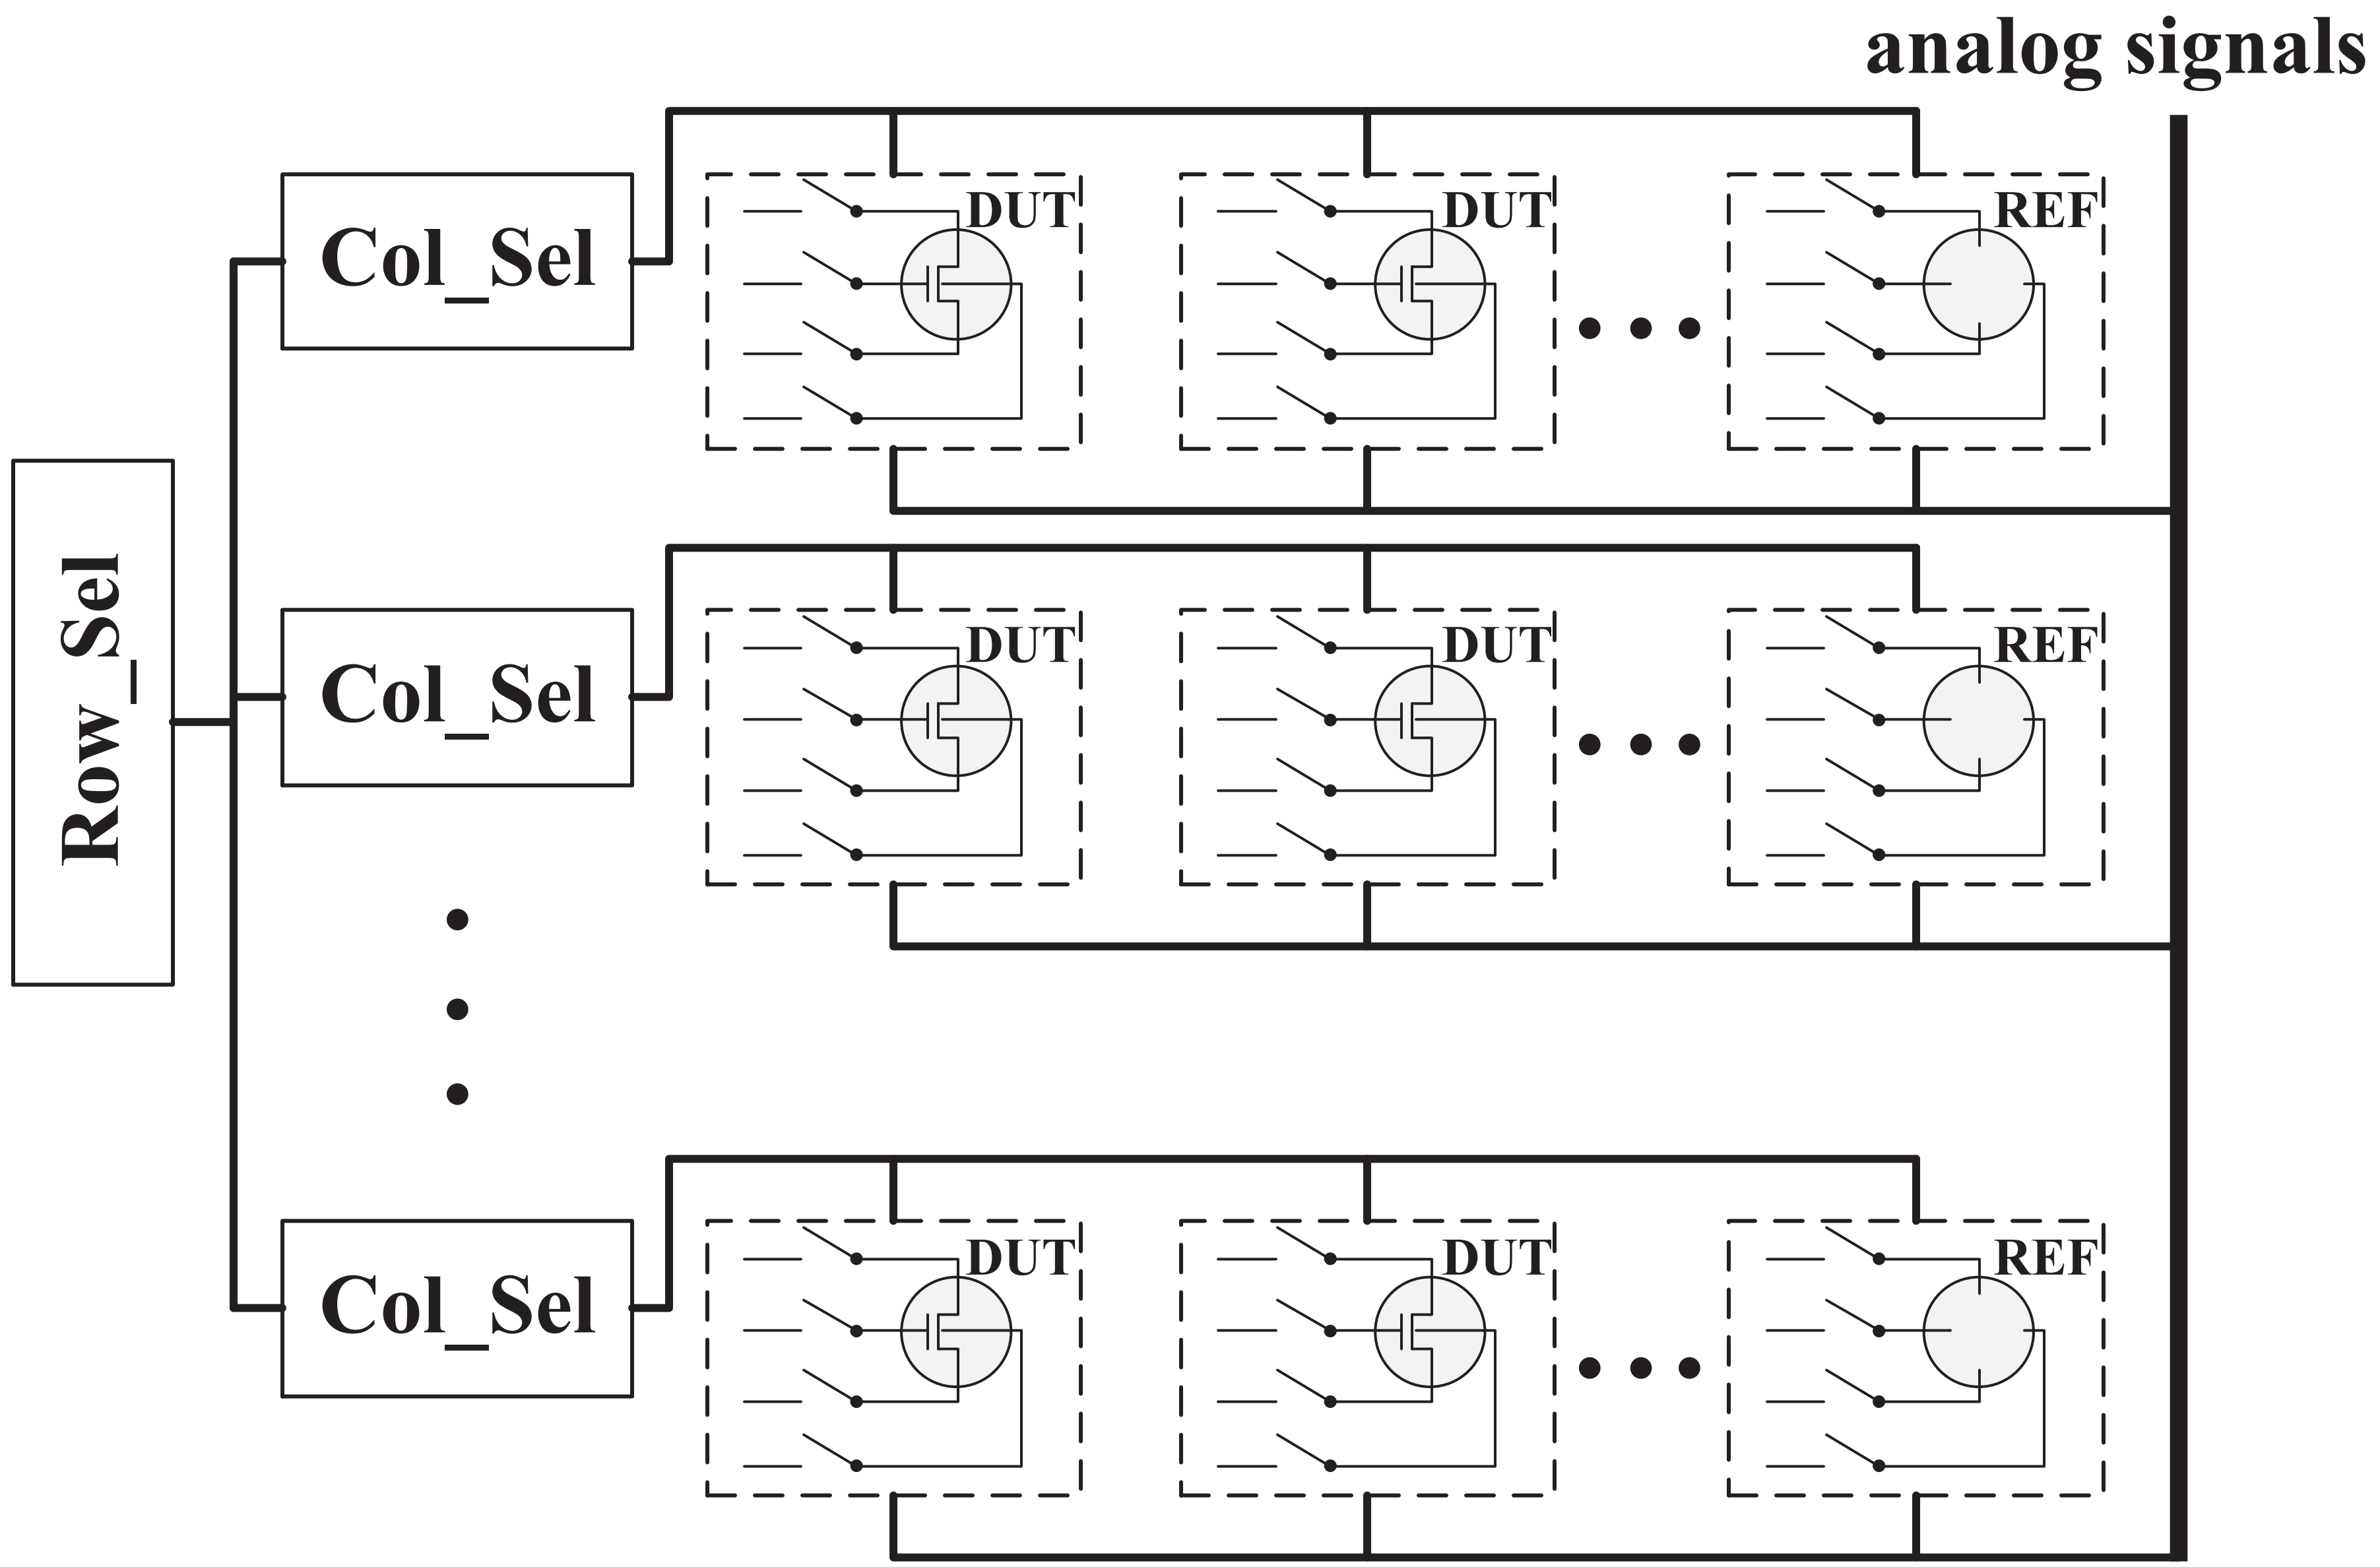 analog signals
Col_Sel
DUT
DUT
REF
Row_Sel
Col_Sel
DUT
DUT
REF
Col_Sel
DUT
DUT
REF